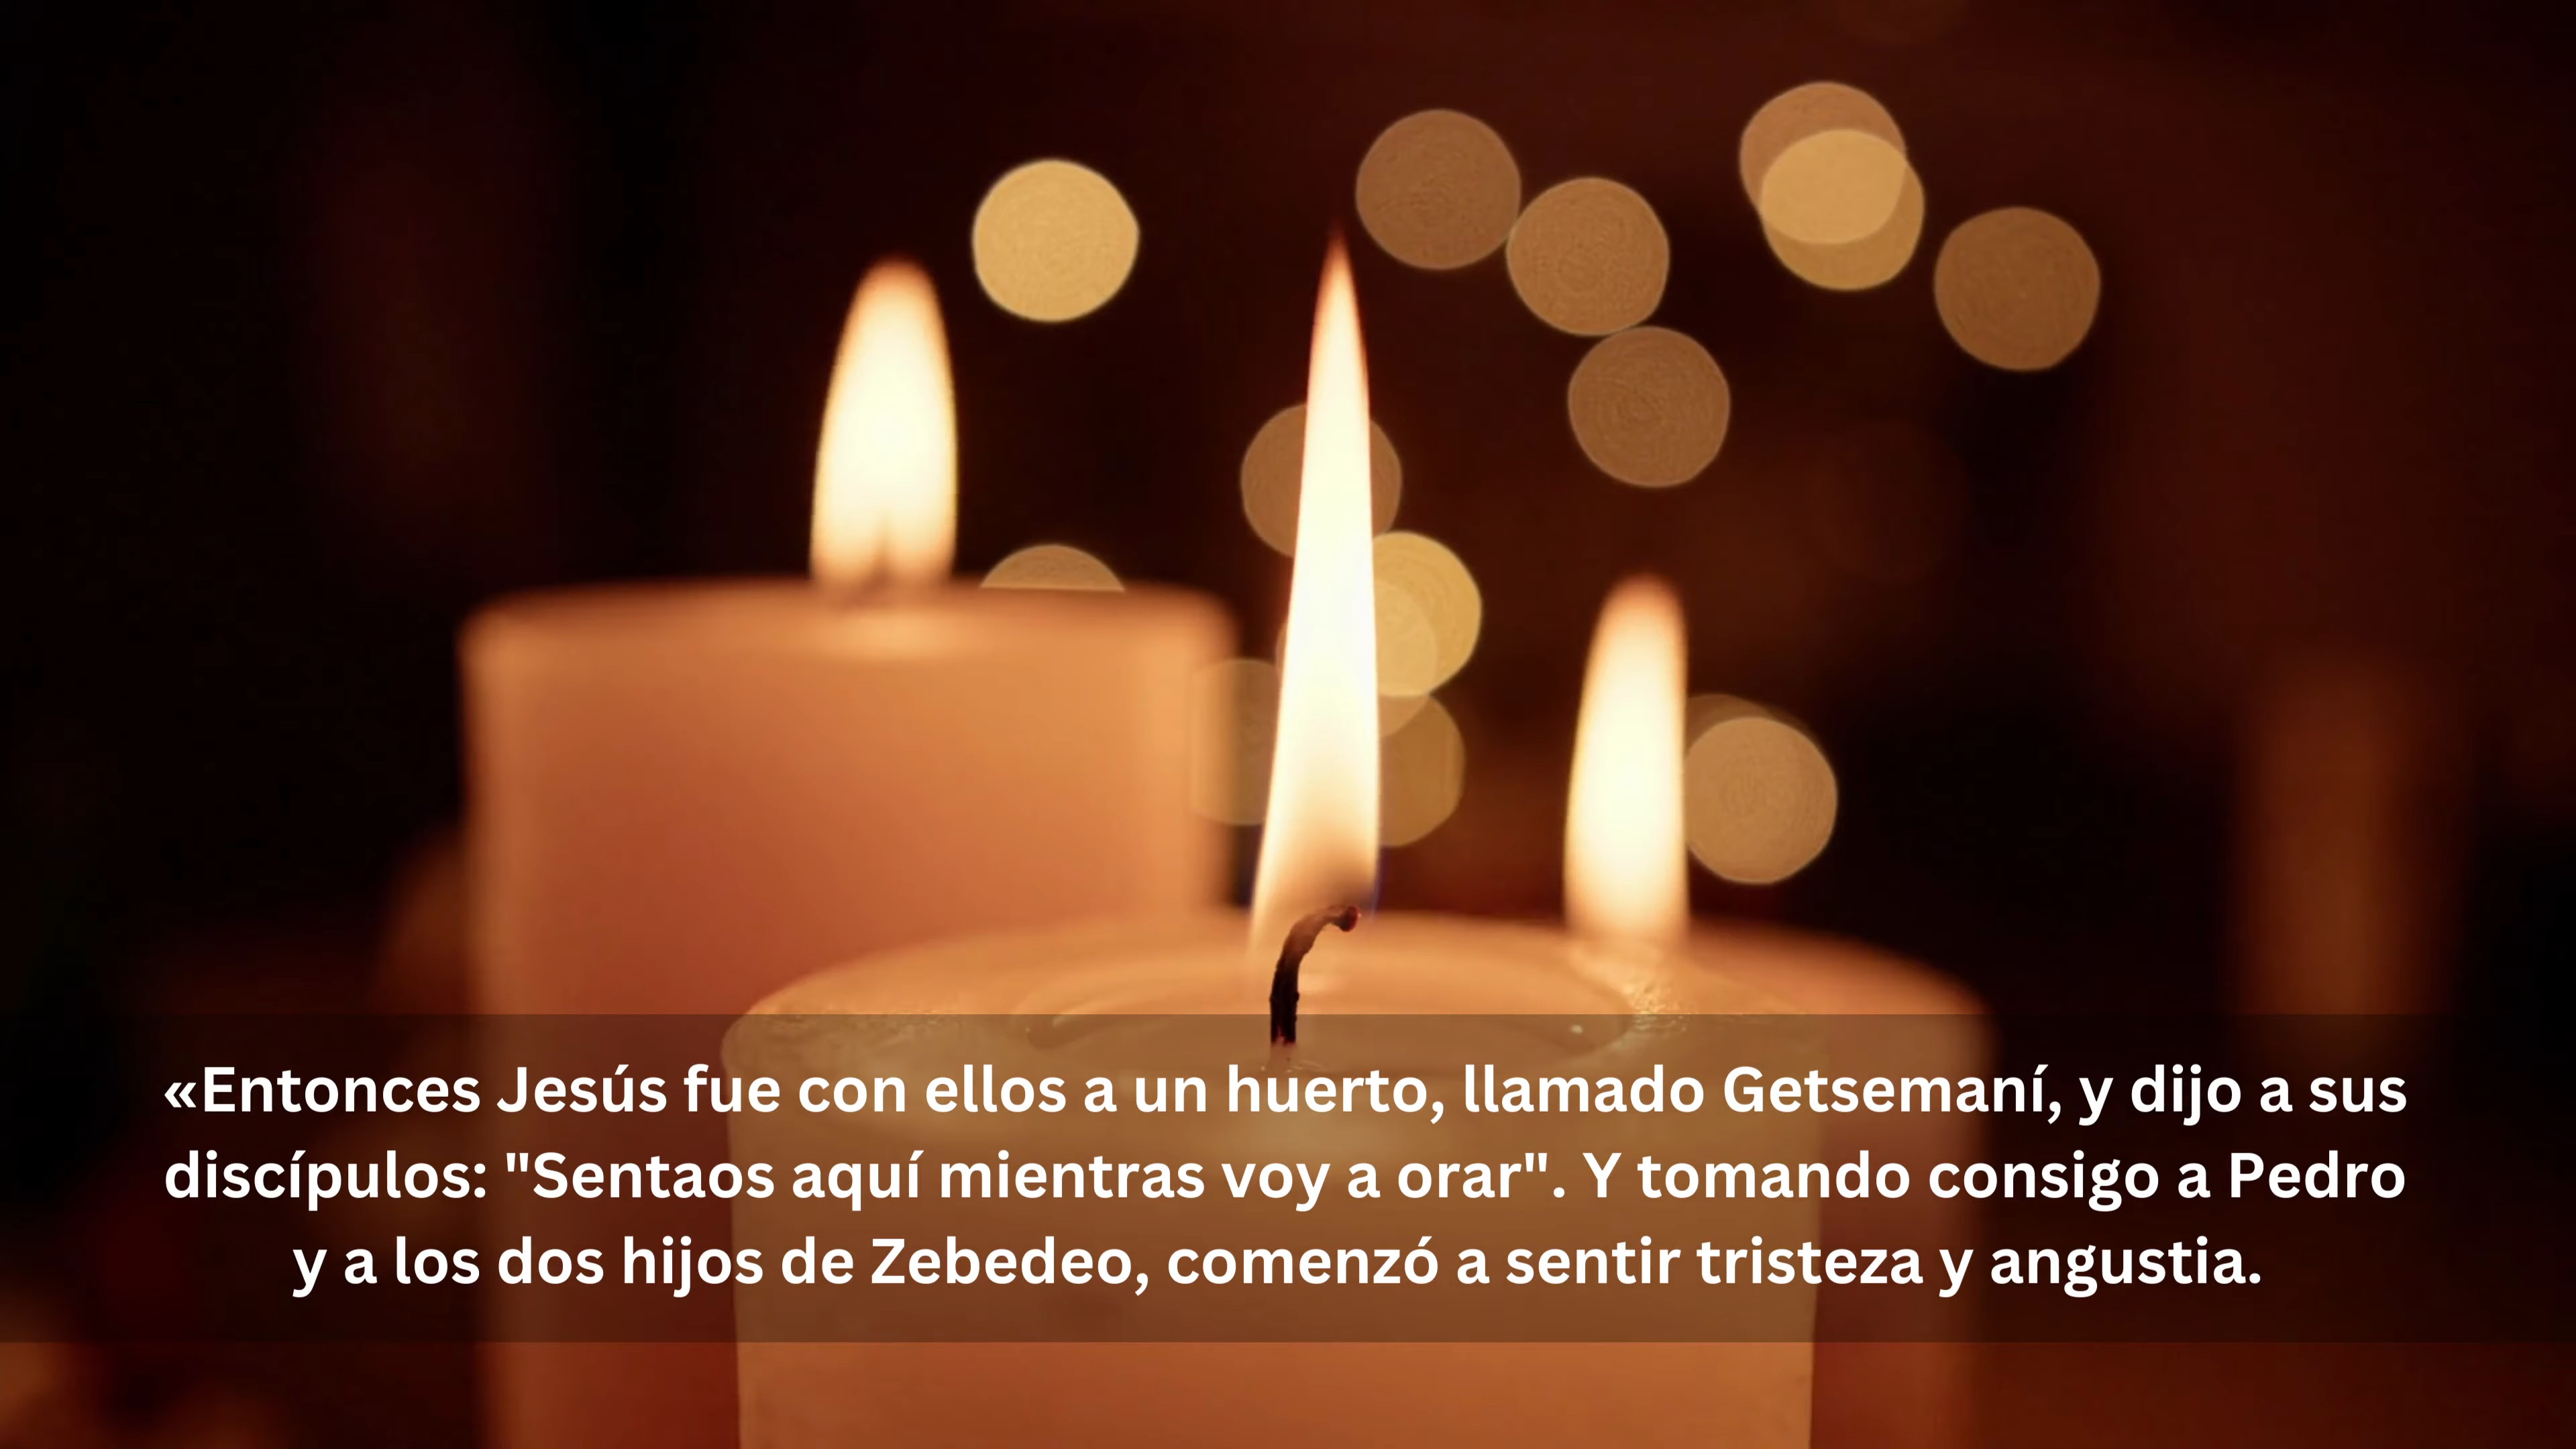 «Entonces Jesús fue con ellos a un huerto, llamado Getsemaní, y dijo a sus
discípulos: "Sentaos aquí mientras voy a orar". Y tomando consigo a Pedro
y a los dos hijos de Zebedeo, comenzó a sentir tristeza y angustia.